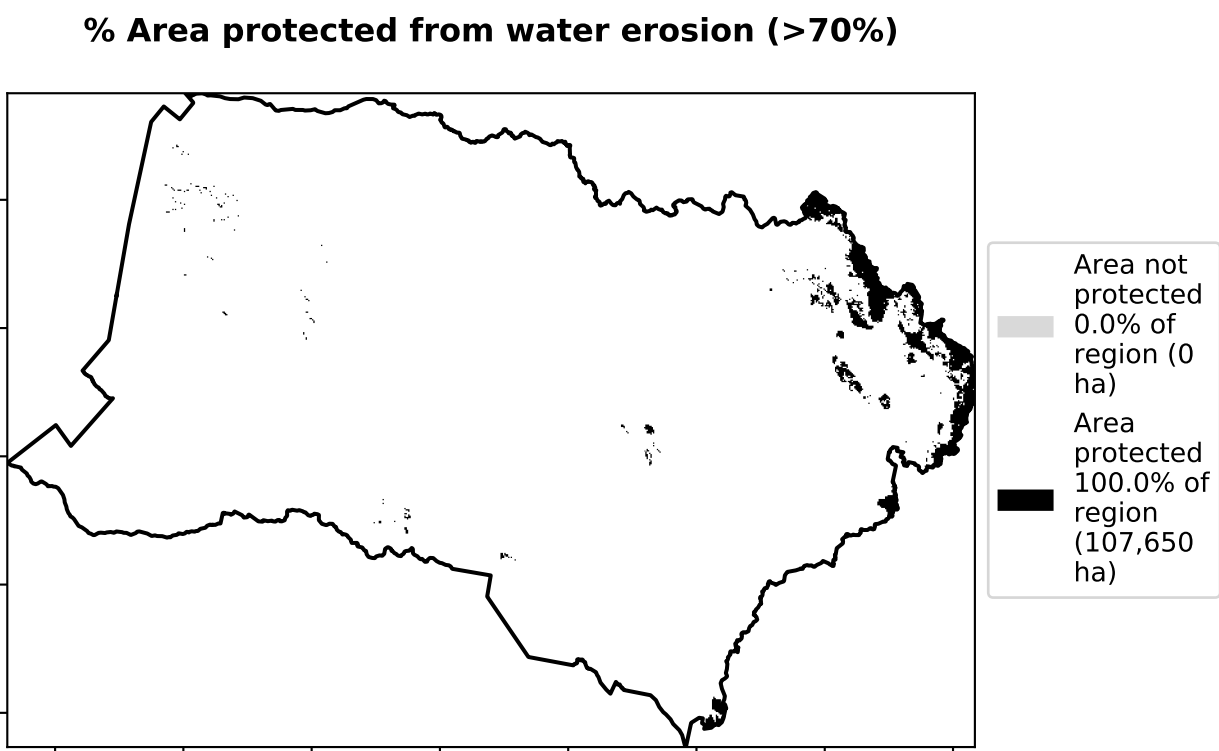 % Area protected from water erosion (>70%)
Area not
protected
0.0% of
region (0
ha)
Area
protected
100.0% of
region
(107,650
ha)